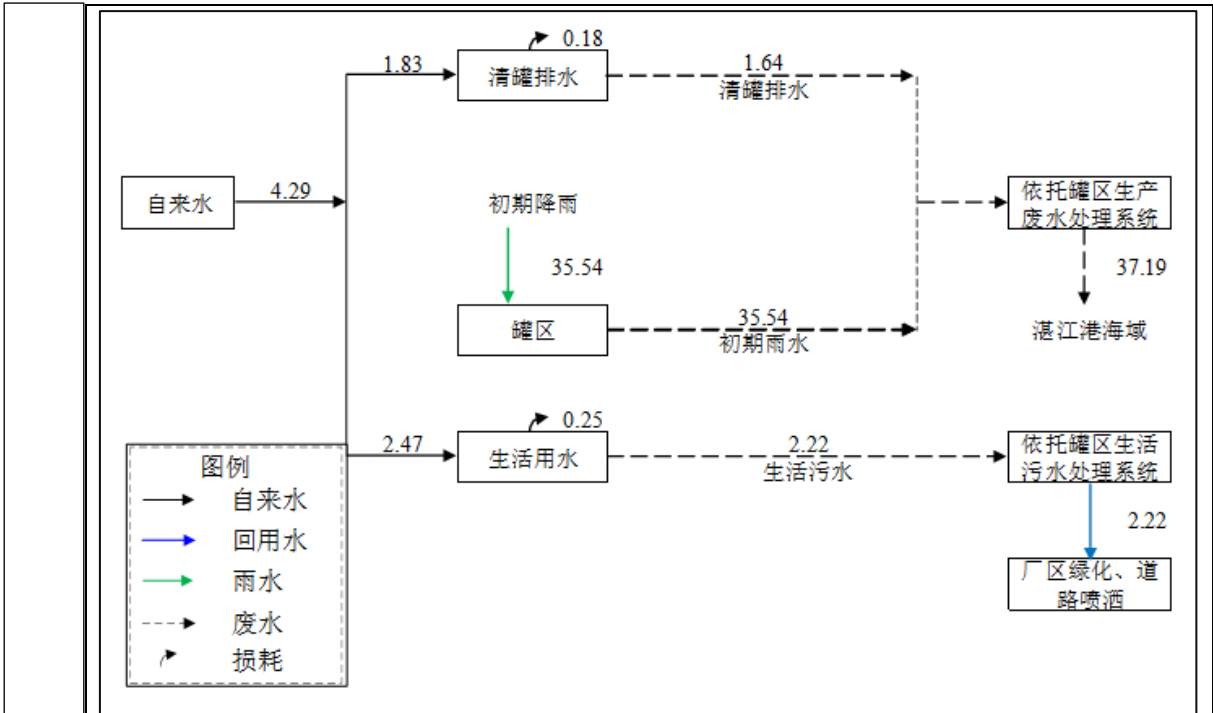 0.18
1.83
清罐排水
1.64
清罐排水
自来水
4.29
初期降雨
依托罐区生产
废水处理系统
35.54
37.19
罐区
35.54
初期雨水
湛江港海域
0.25
2.47
生活用水
2.22
生活污水
依托罐区生活
污水处理系统
2.22
厂区绿化、道
路喷洒
图例
自来水
回用水
雨水
废水
损耗